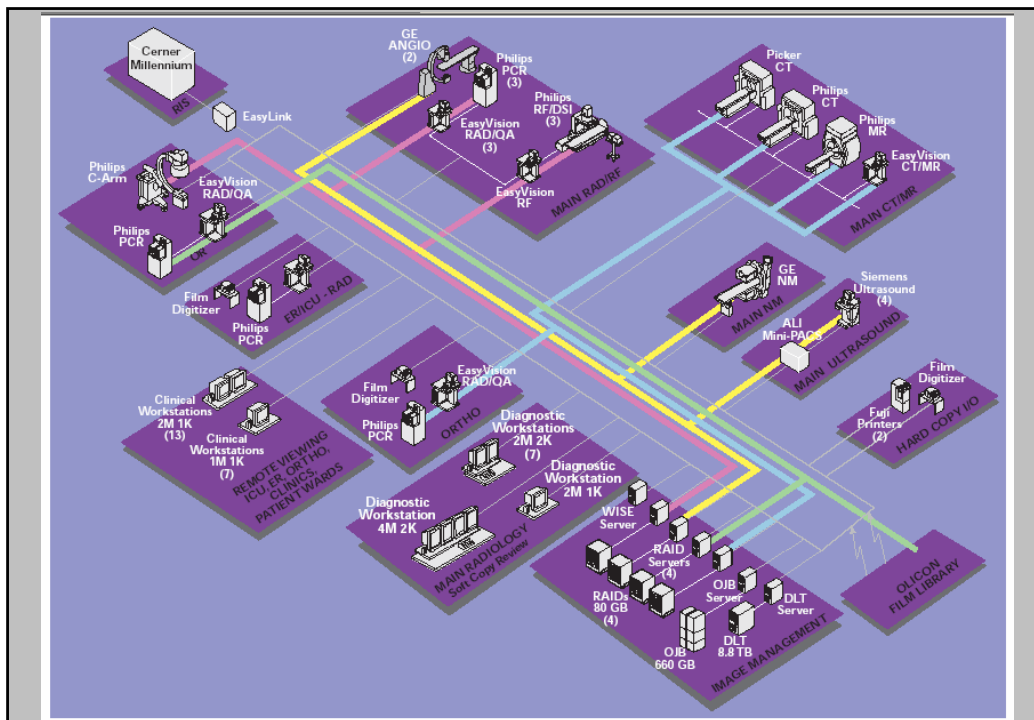 Cerner
Millennium
RIS
EasyLink
GE
ANGIO
(2)
Philips
PCR
(3)
EasyVision
RAD/QA
(3)
Philips
RF/DSI
(3)
EasyVision
RF
MAIN RAD/RF
Picker
CT
Philips
CT
Philips
MR
EasyVision
CT/MR
MAIN CT/MR
Philips
C-Arm
EasyVision
RAD/QA
Philips
PCR
OR
Film
Digitizer
Philips
PCR
ER/ICU - RAD
GE
NM
MAIN NM
Siemens
Ultrasound
(4)
ALI
Mini-PACS
MAIN ULTRASOUND
Film
Digitizer
Fuji
Printers
(2)
HARD COPY I/O
Clinical
Workstations
2M 1K
(13)
Clinical
Workstations
1M 1K
(7)
REMOTE VIEWING
ICU, ER, ORTHO,
CLINICS,
PATIENT WARDS
Film
Digitizer
EasyVision
RAD/QA
Philips
PCR
ORTHO
Diagnostic
Workstations
2M 2K
(7)
Diagnostic
Workstation
2M 1K
Diagnostic
Workstation
4M 2K
MAIN RADIOLOGY
Soft Copy Review
WISE
Server
RAID
Servers
(4)
RAIDs
80 GB
(4)
OJB
Server
DLT
Server
OJB
660 GB
DLT
8.8 TB
IMAGE MANAGEMENT
OLICON
FILM LIBRARY